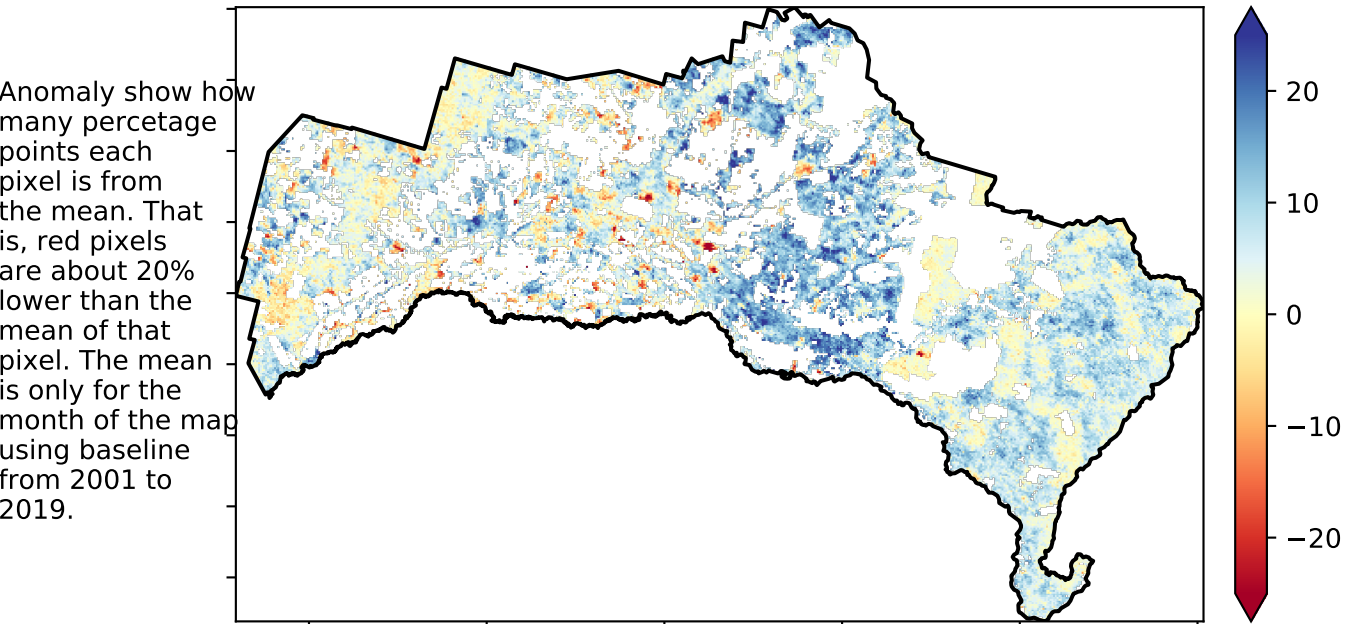 Anomaly show how
many percetage
points each
pixel is from
the mean. That
is, red pixels
are about 20%
lower than the
mean of that
pixel. The mean
is only for the
month of the map
using baseline
from 2001 to
2019.
20
10
0
−10
−20